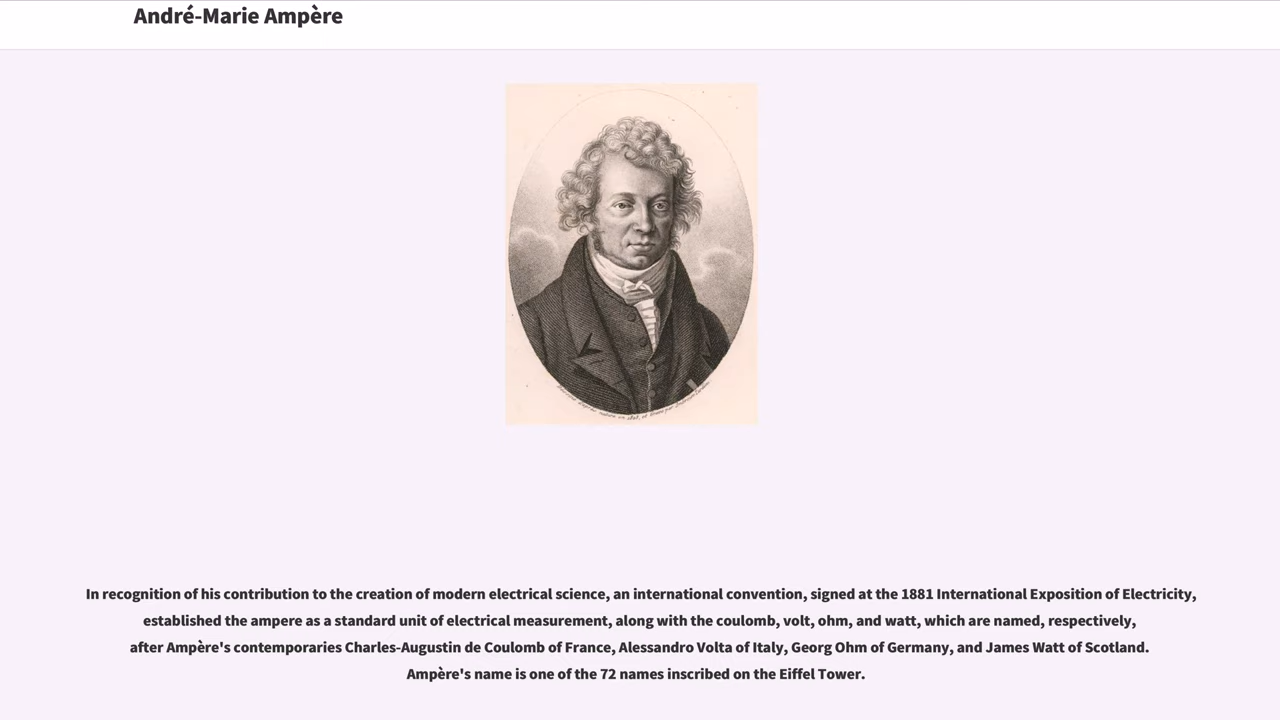 André-Marie Ampère
In recognition of his contribution to the creation of modern electrical science, an international convention, signed at the 1881 International Exposition of Electricity,
established the ampere as a standard unit of electrical measurement, along with the coulomb, volt, ohm, and watt, which are named, respectively,
after Ampère's contemporaries Charles-Augustin de Coulomb of France, Alessandro Volta of Italy, Georg Ohm of Germany, and James Watt of Scotland.
Ampère's name is one of the 72 names inscribed on the Eiffel Tower.